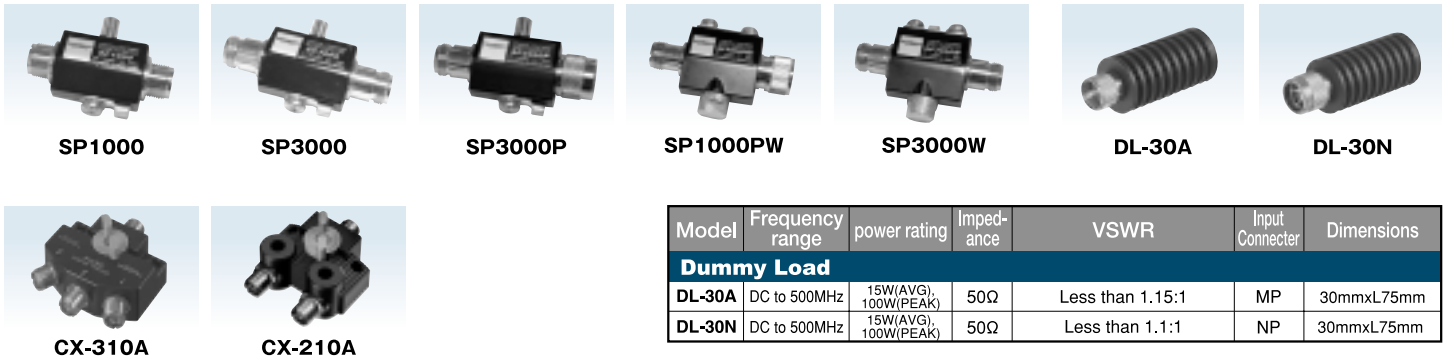 SP1000
SP3000
SP3000P
SP1000PW
SP3000W
DL-30A
DL-30N
CX-310A
CX-210A
Model Frequency range power rating Imped-ance VSWR Input Connecter Dimensions
Dummy Load
DL-30A DC to 500MHz 15W(AVG), 100W(PEAK) 50Ω Less than 1.15:1 MP 30mmxL75mm
DL-30N DC to 500MHz 15W(AVG), 100W(PEAK) 50Ω Less than 1.1:1 NP 30mmxL75mm